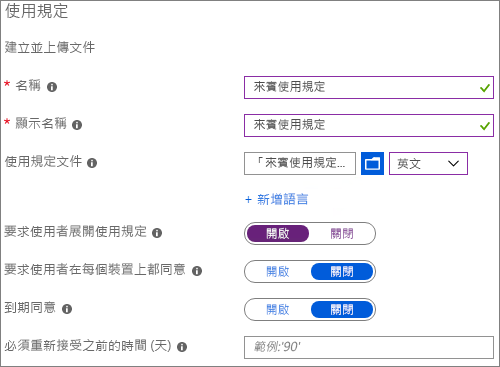 使用規定
建立並上傳文件
* 名稱 來賓使用規定
* 顯示名稱 來賓使用規定
使用規定文件 「來賓使用規定... 英文
+ 新增語言
要求使用者展開使用規定 開啟 關閉
要求使用者在每個裝置上都同意 開啟 關閉
到期同意 開啟 關閉
必須重新接受之前的時間 (天) 範例:'90'